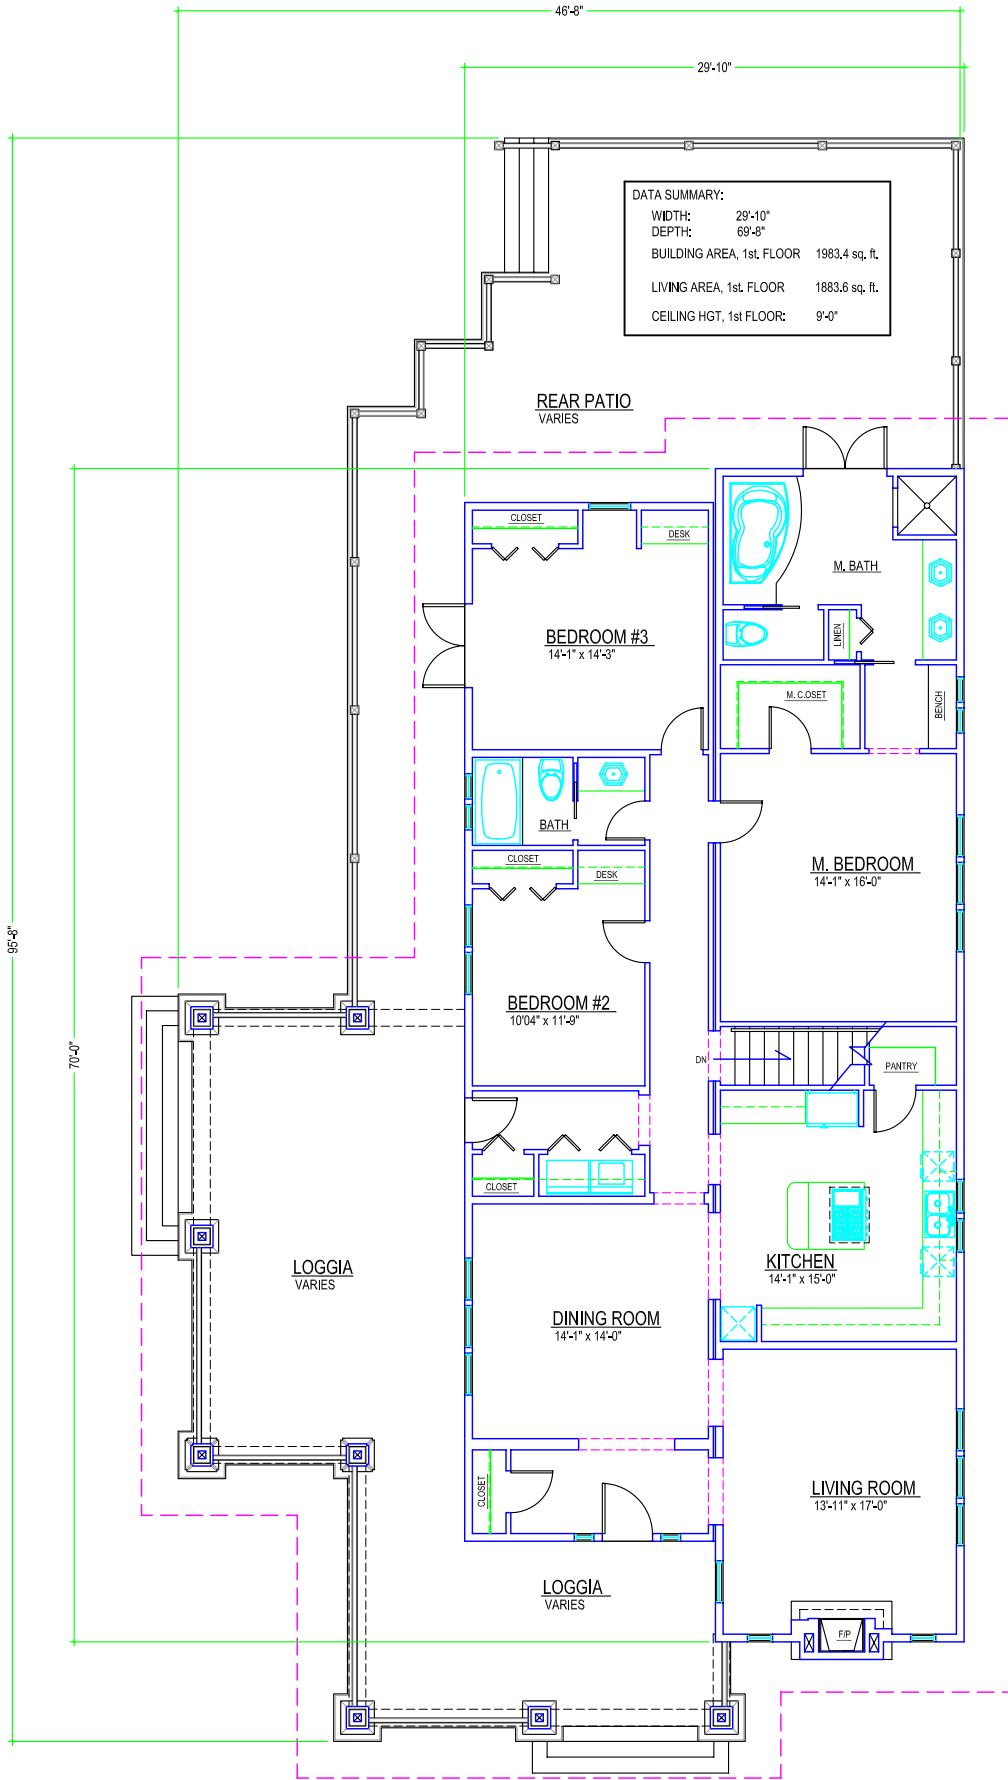 46'-8"
29'-10"
DATA SUMMARY:
WIDTH: 29'-10"
DEPTH: 69'-8"
BUILDING AREA, 1st. FLOOR 1983.4 sq. ft.
LIVING AREA, 1st. FLOOR 1883.6 sq. ft.
CEILING HGT, 1st FLOOR: 9'-0"
REAR PATIO
VARIES
CLOSET
DESK
M. BATH
LINEN
BEDROOM #3
14'-1" x 14'-3"
M. C.OSET
BENCH
BATH
CLOSET
DESK
M. BEDROOM
14'-1" x 16'-0"
95'-8"
BEDROOM #2
10'04" x 11'-9"
70'-0"
DN
PANTRY
CLOSET
KITCHEN
14'-1" x 15'-0"
LOGGIA
VARIES
DINING ROOM
14'-1" x 14'-0"
CLOSET
LIVING ROOM
13'-11" x 17'-0"
LOGGIA
VARIES
F/P